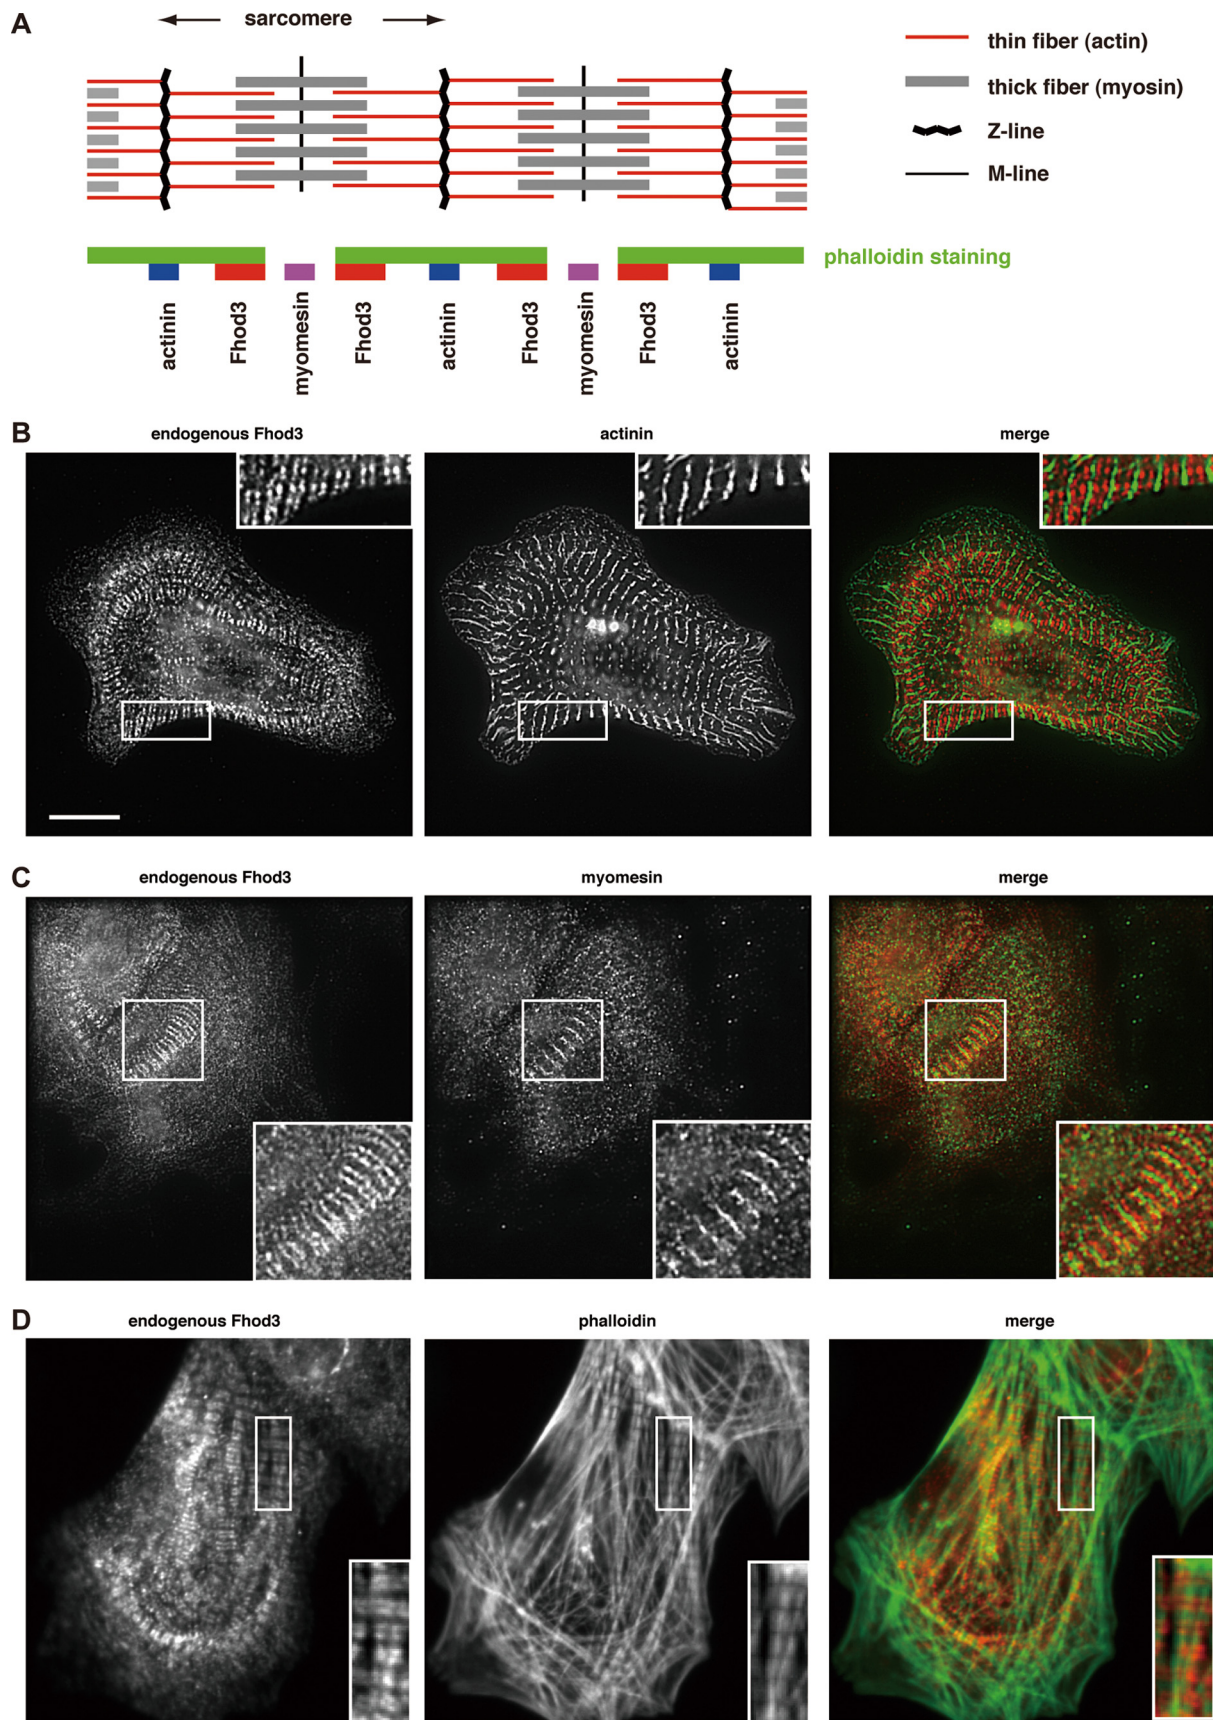 A
sarcomere
thin fiber (actin)
thick fiber (myosin)
Z-line
M-line
phalloidin staining
actinin
Fhod3
myomesin
Fhod3
actinin
Fhod3
myomesin
Fhod3
actinin
B
endogenous Fhod3
actinin
merge
C
endogenous Fhod3
myomesin
merge
D
endogenous Fhod3
phalloidin
merge